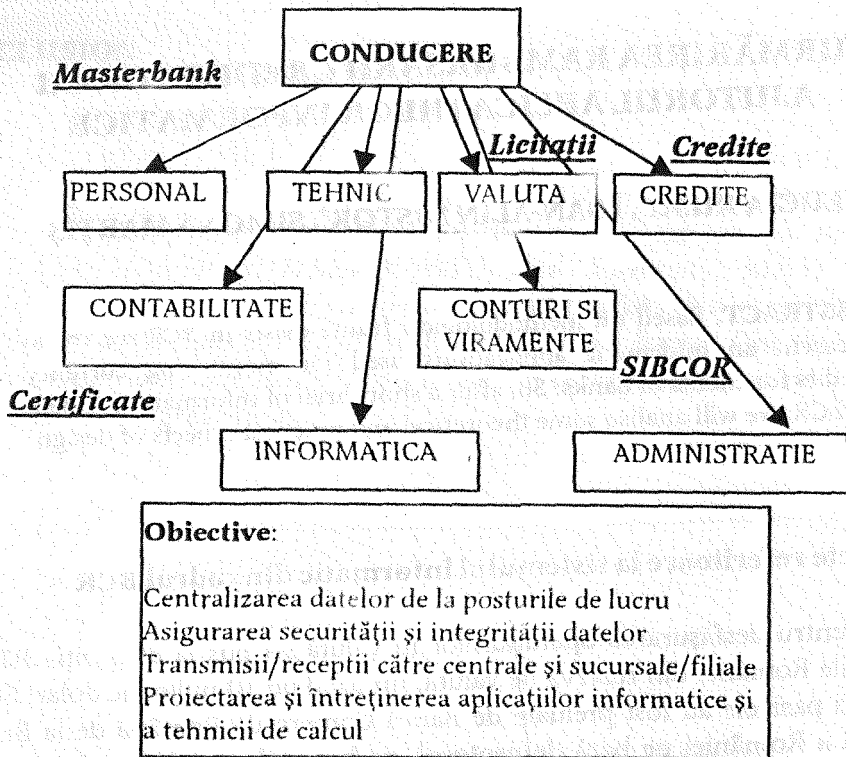 CONDUCERE
Masterbank
Licitații Credite
PERSONAL TEHNIC VALUTA CREDITE
CONTABILITATE CONTURI SI
VIRAMENTE
SIBCOR
Certificate
INFORMATICA ADMINISTRATIE
Obiective:
Centralizarea datelor de la posturile de lucru
Asigurarea securității și integrității datelor
Transmisii/receptii către centrale și sucursale/filiale
Proiectarea și întreținerea aplicațiilor informatice și
a tehnicii de calcul